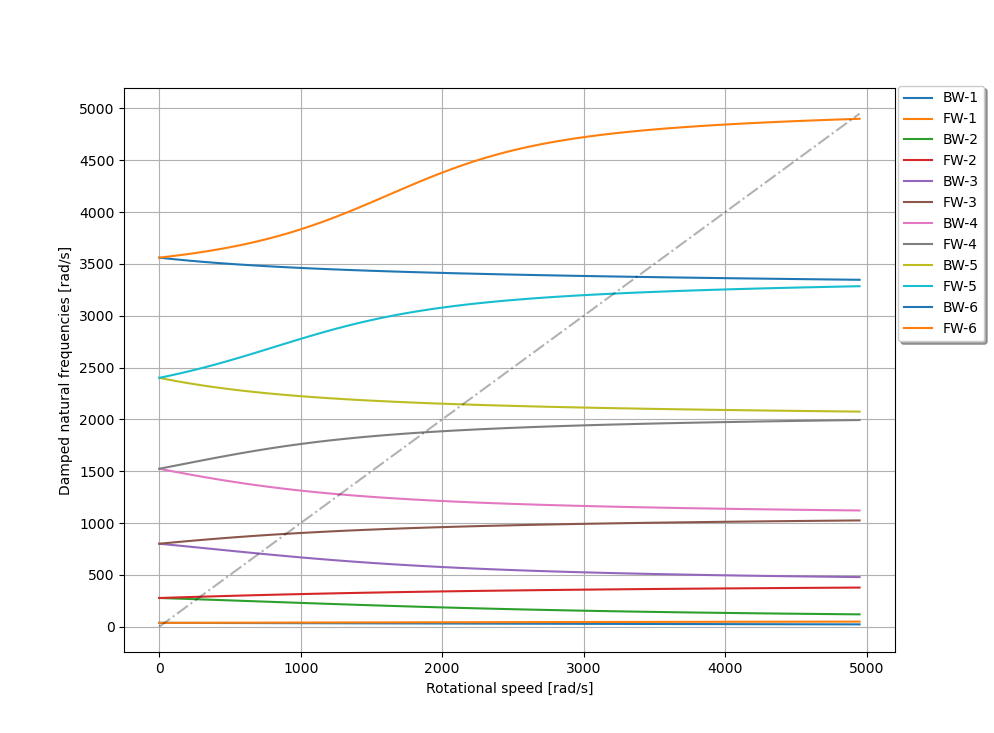 5000
4500
4000
3500
3000
2500
2000
1500
1000
500
0
Damped natural frequencies [rad/s]
0 1000 2000 3000 4000 5000
Rotational speed [rad/s]
BW-1
FW-1
BW-2
FW-2
BW-3
FW-3
BW-4
FW-4
BW-5
FW-5
BW-6
FW-6